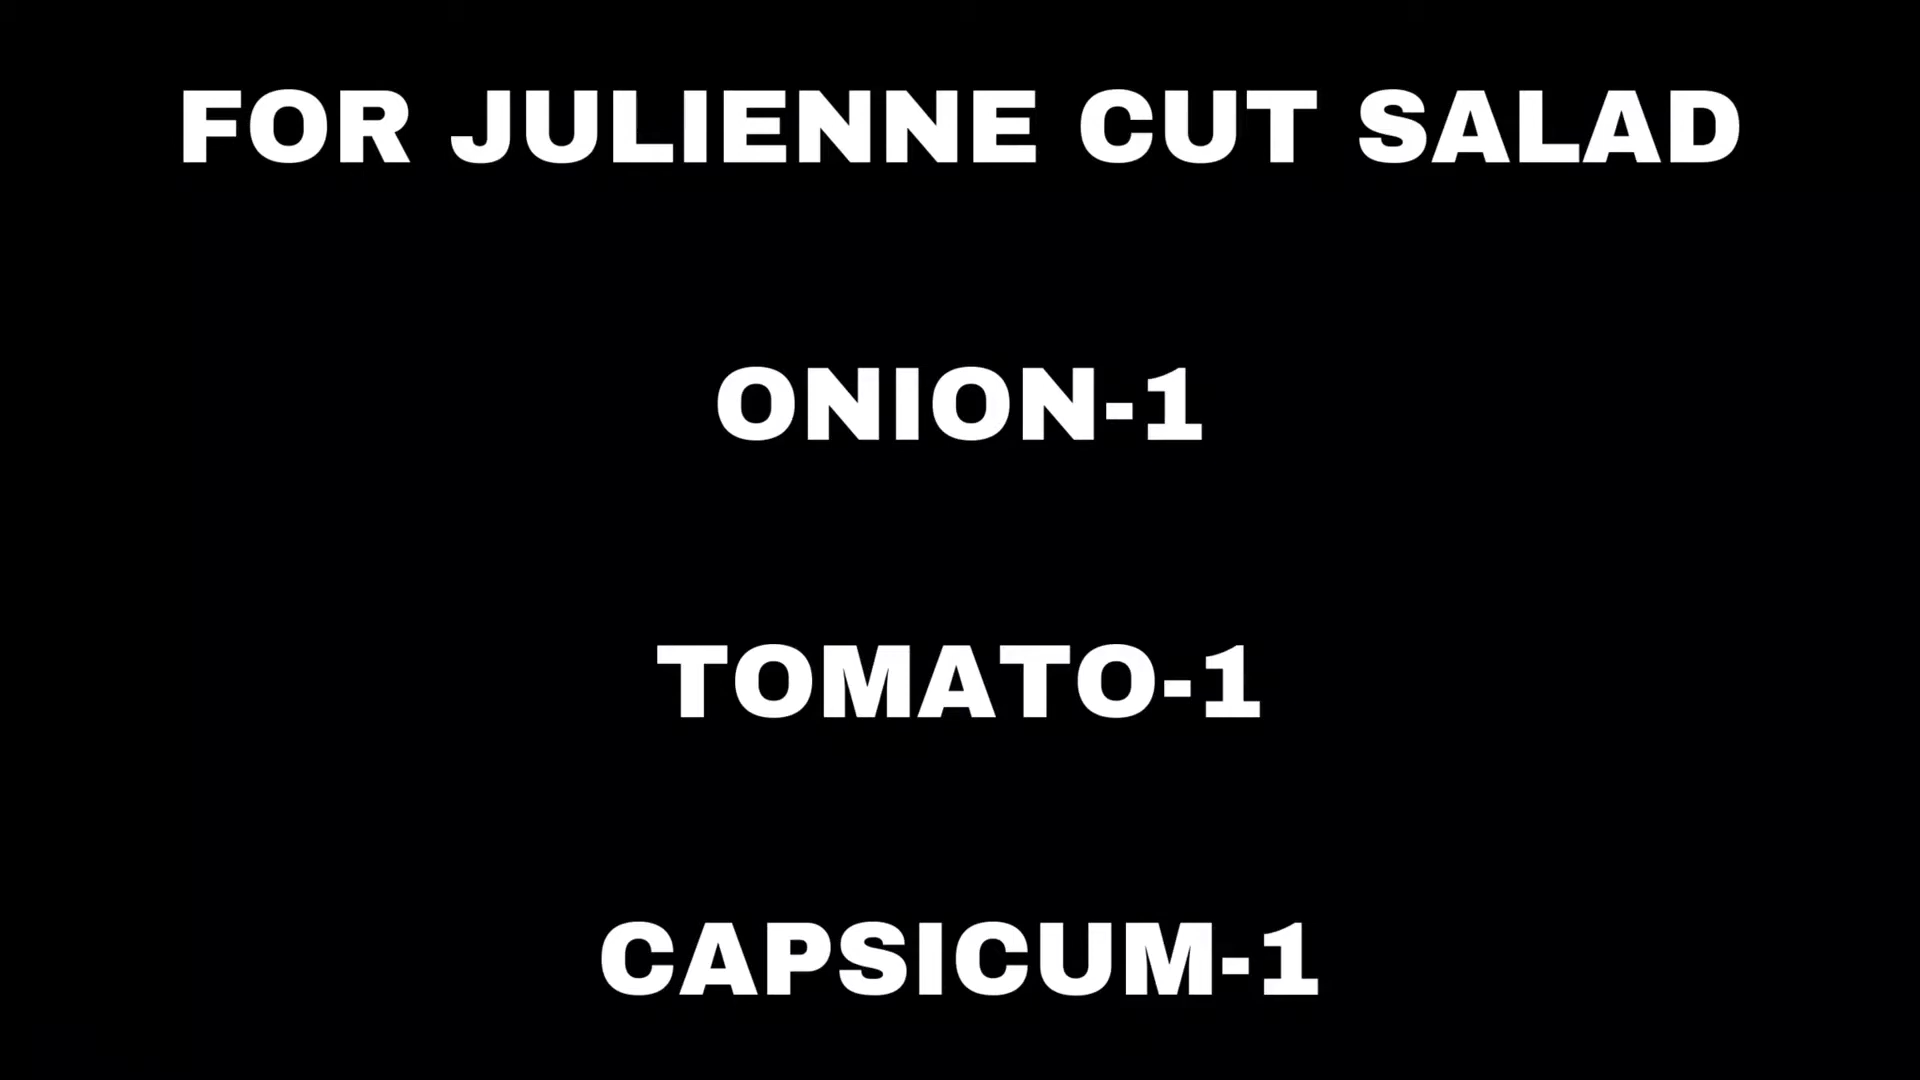 FOR JULIENNE CUT SALAD
ONION-1
TOMATO-1
CAPSICUM-1